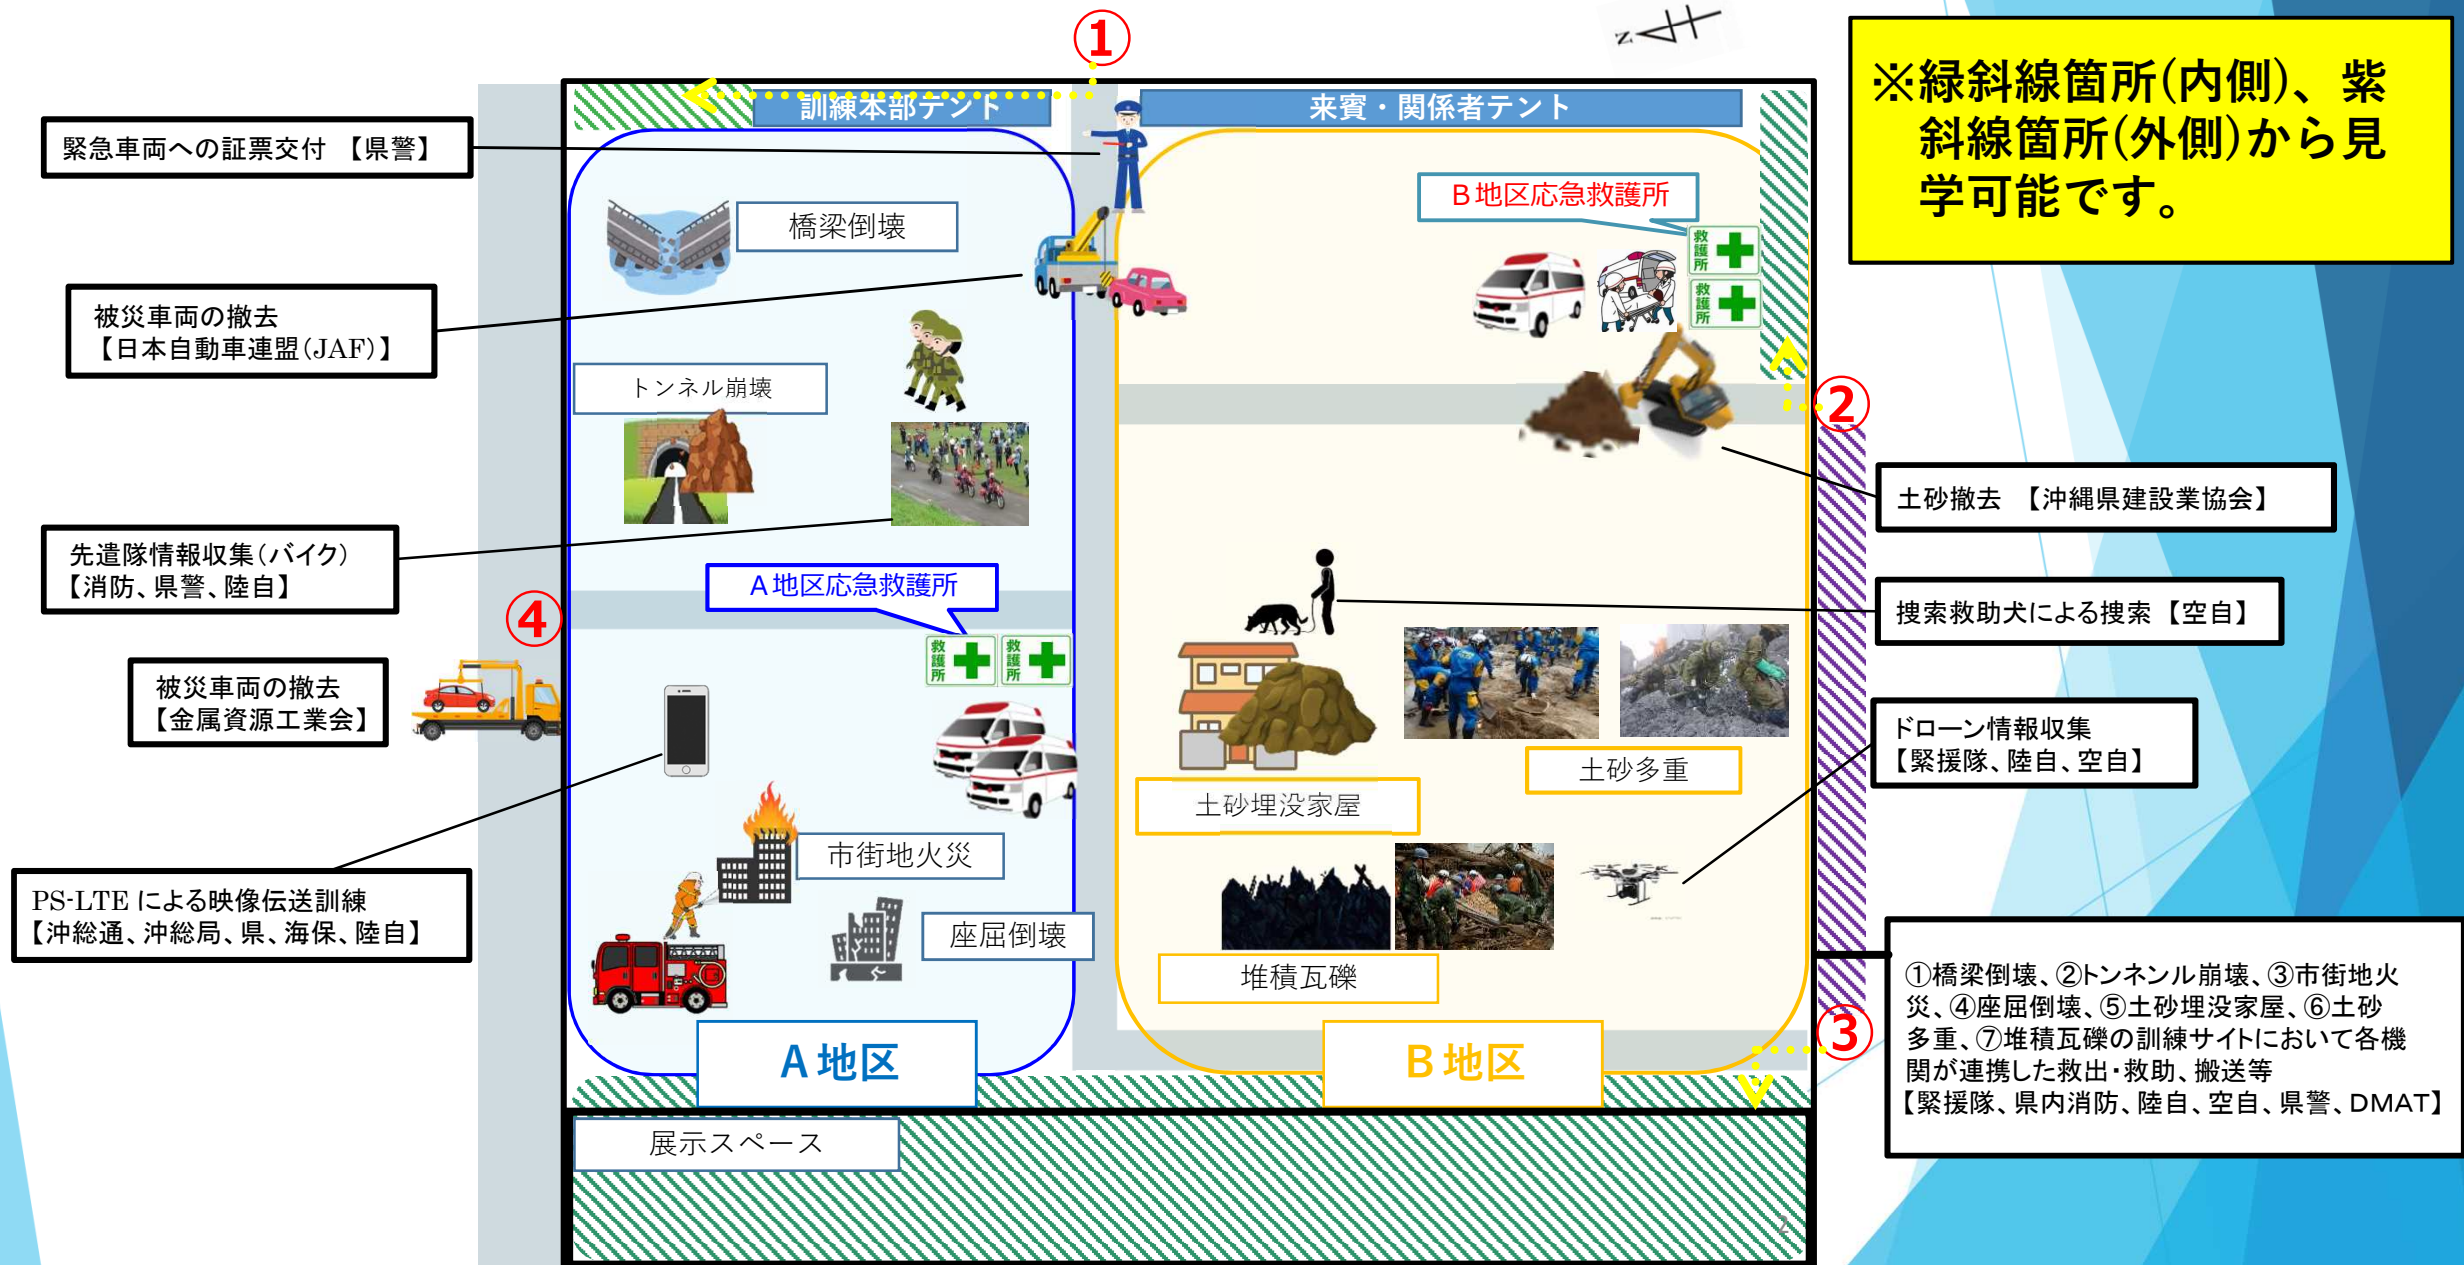 ①
N
※緑斜線箇所(内側)、紫
斜線箇所(外側)から見
学可能です。
訓練本部テント
来賓・関係者テント
緊急車両への証票交付 【県警】
B地区応急救護所
橋梁倒壊
救護所
救護所
被災車両の撤去
【日本自動車連盟(JAF)】
トンネル崩壊
②
土砂撤去 【沖縄県建設業協会】
先遣隊情報収集(バイク)
【消防、県警、陸自】
A地区応急救護所
④
捜索救助犬による捜索 【空自】
救護所
救護所
被災車両の撤去
【金属資源工業会】
ドローン情報収集
【緊援隊、陸自、空自】
土砂多重
土砂埋没家屋
市街地火災
PS-LTE による映像伝送訓練
【沖総通、沖総局、県、海保、陸自】
座屈倒壊
堆積瓦礫
①橋梁倒壊、②トンネンル崩壊、③市街地火
災、④座屈倒壊、⑤土砂埋没家屋、⑥土砂
多重、⑦堆積瓦礫の訓練サイトにおいて各機
関が連携した救出・救助、搬送等
【緊援隊、県内消防、陸自、空自、県警、DMAT】
③
A地区
B地区
展示スペース
2